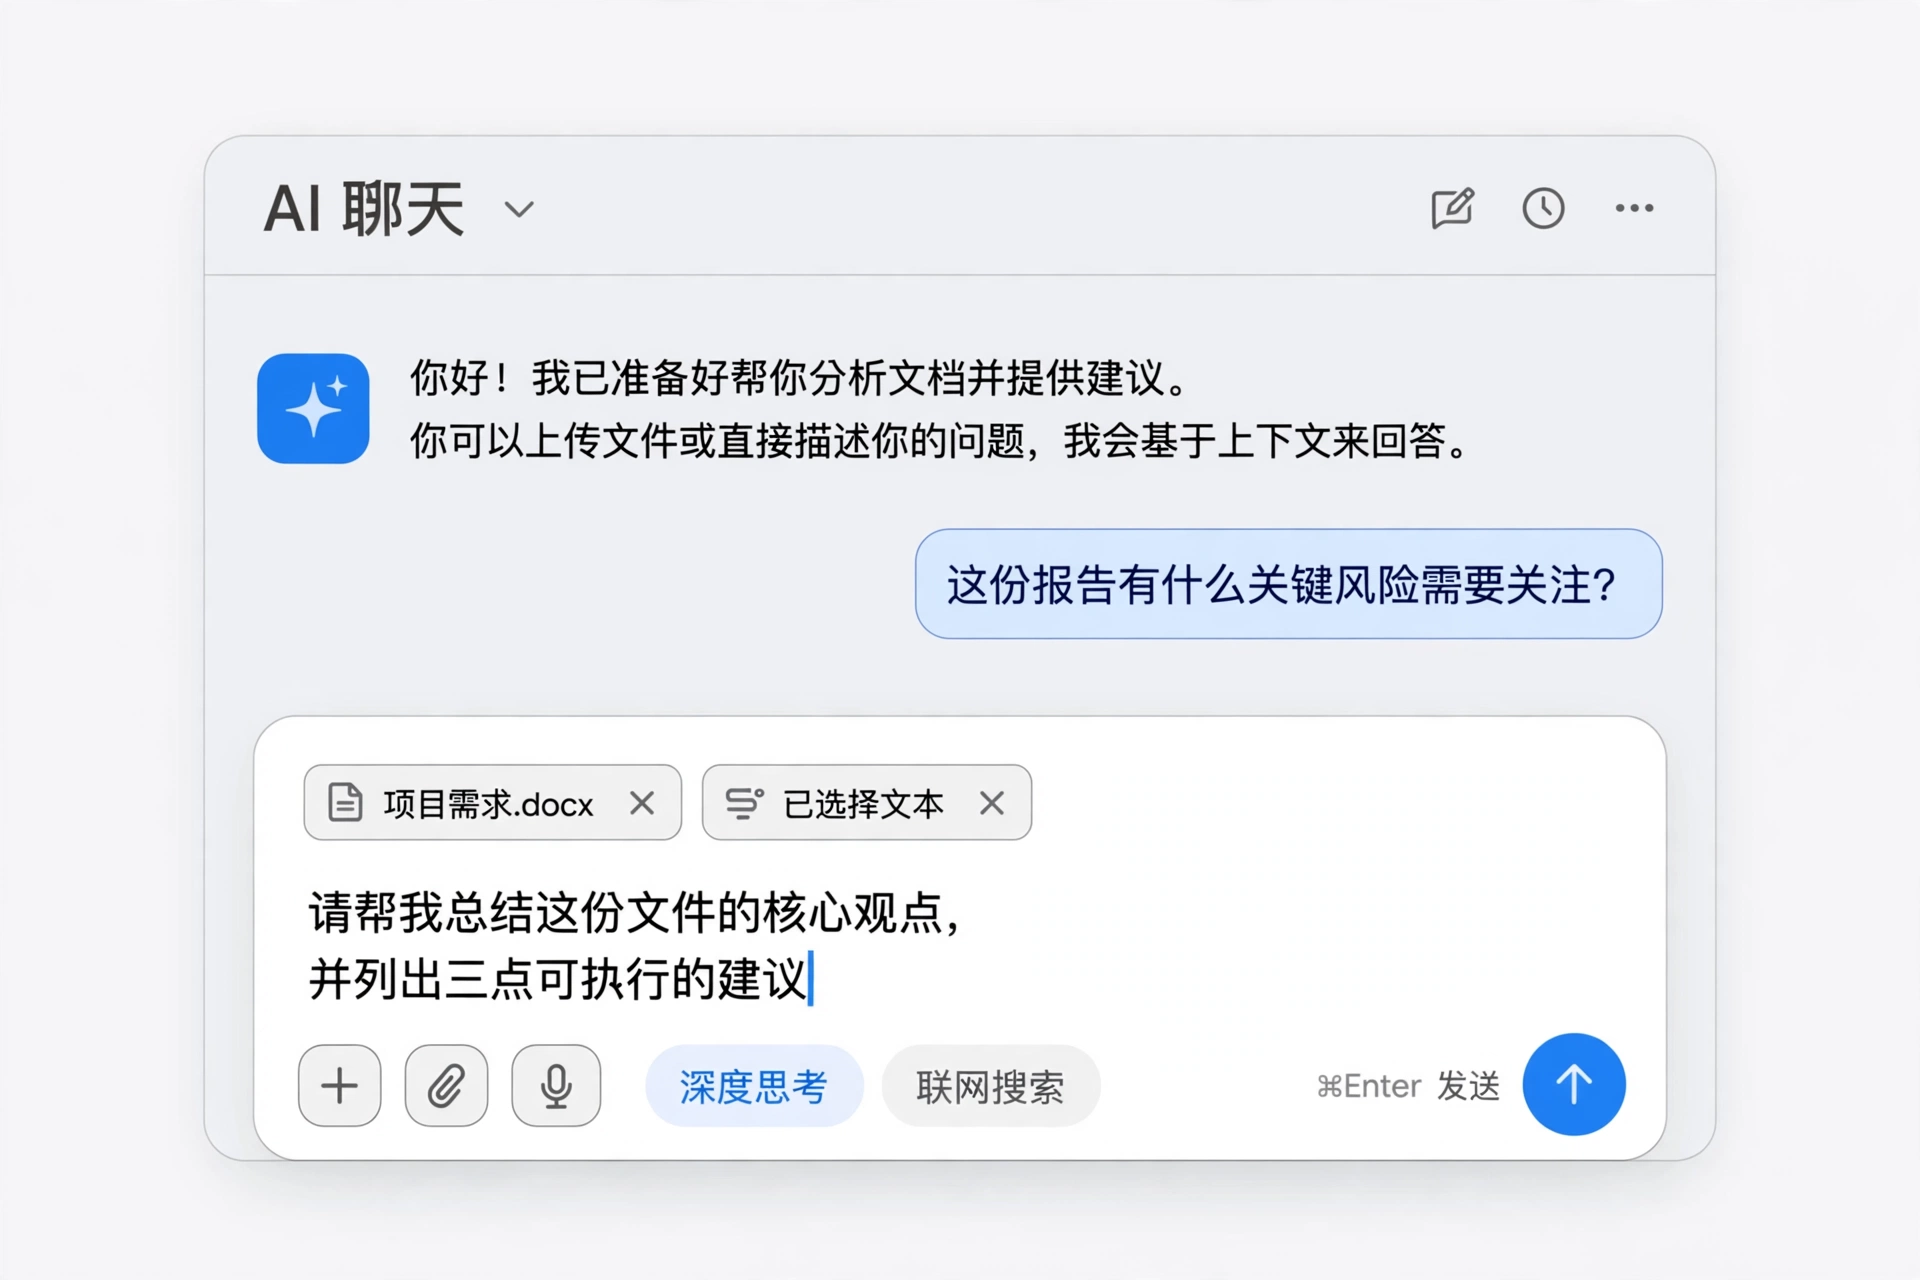 AI 聊天
你好！我已准备好帮你分析文档并提供建议。
你可以上传文件或直接描述你的问题，我会基于上下文来回答。
这份报告有什么关键风险需要关注？
项目需求.docx
已选择文本
请帮我总结这份文件的核心观点，
并列出三点可执行的建议
深度思考
联网搜索
⌘Enter 发送